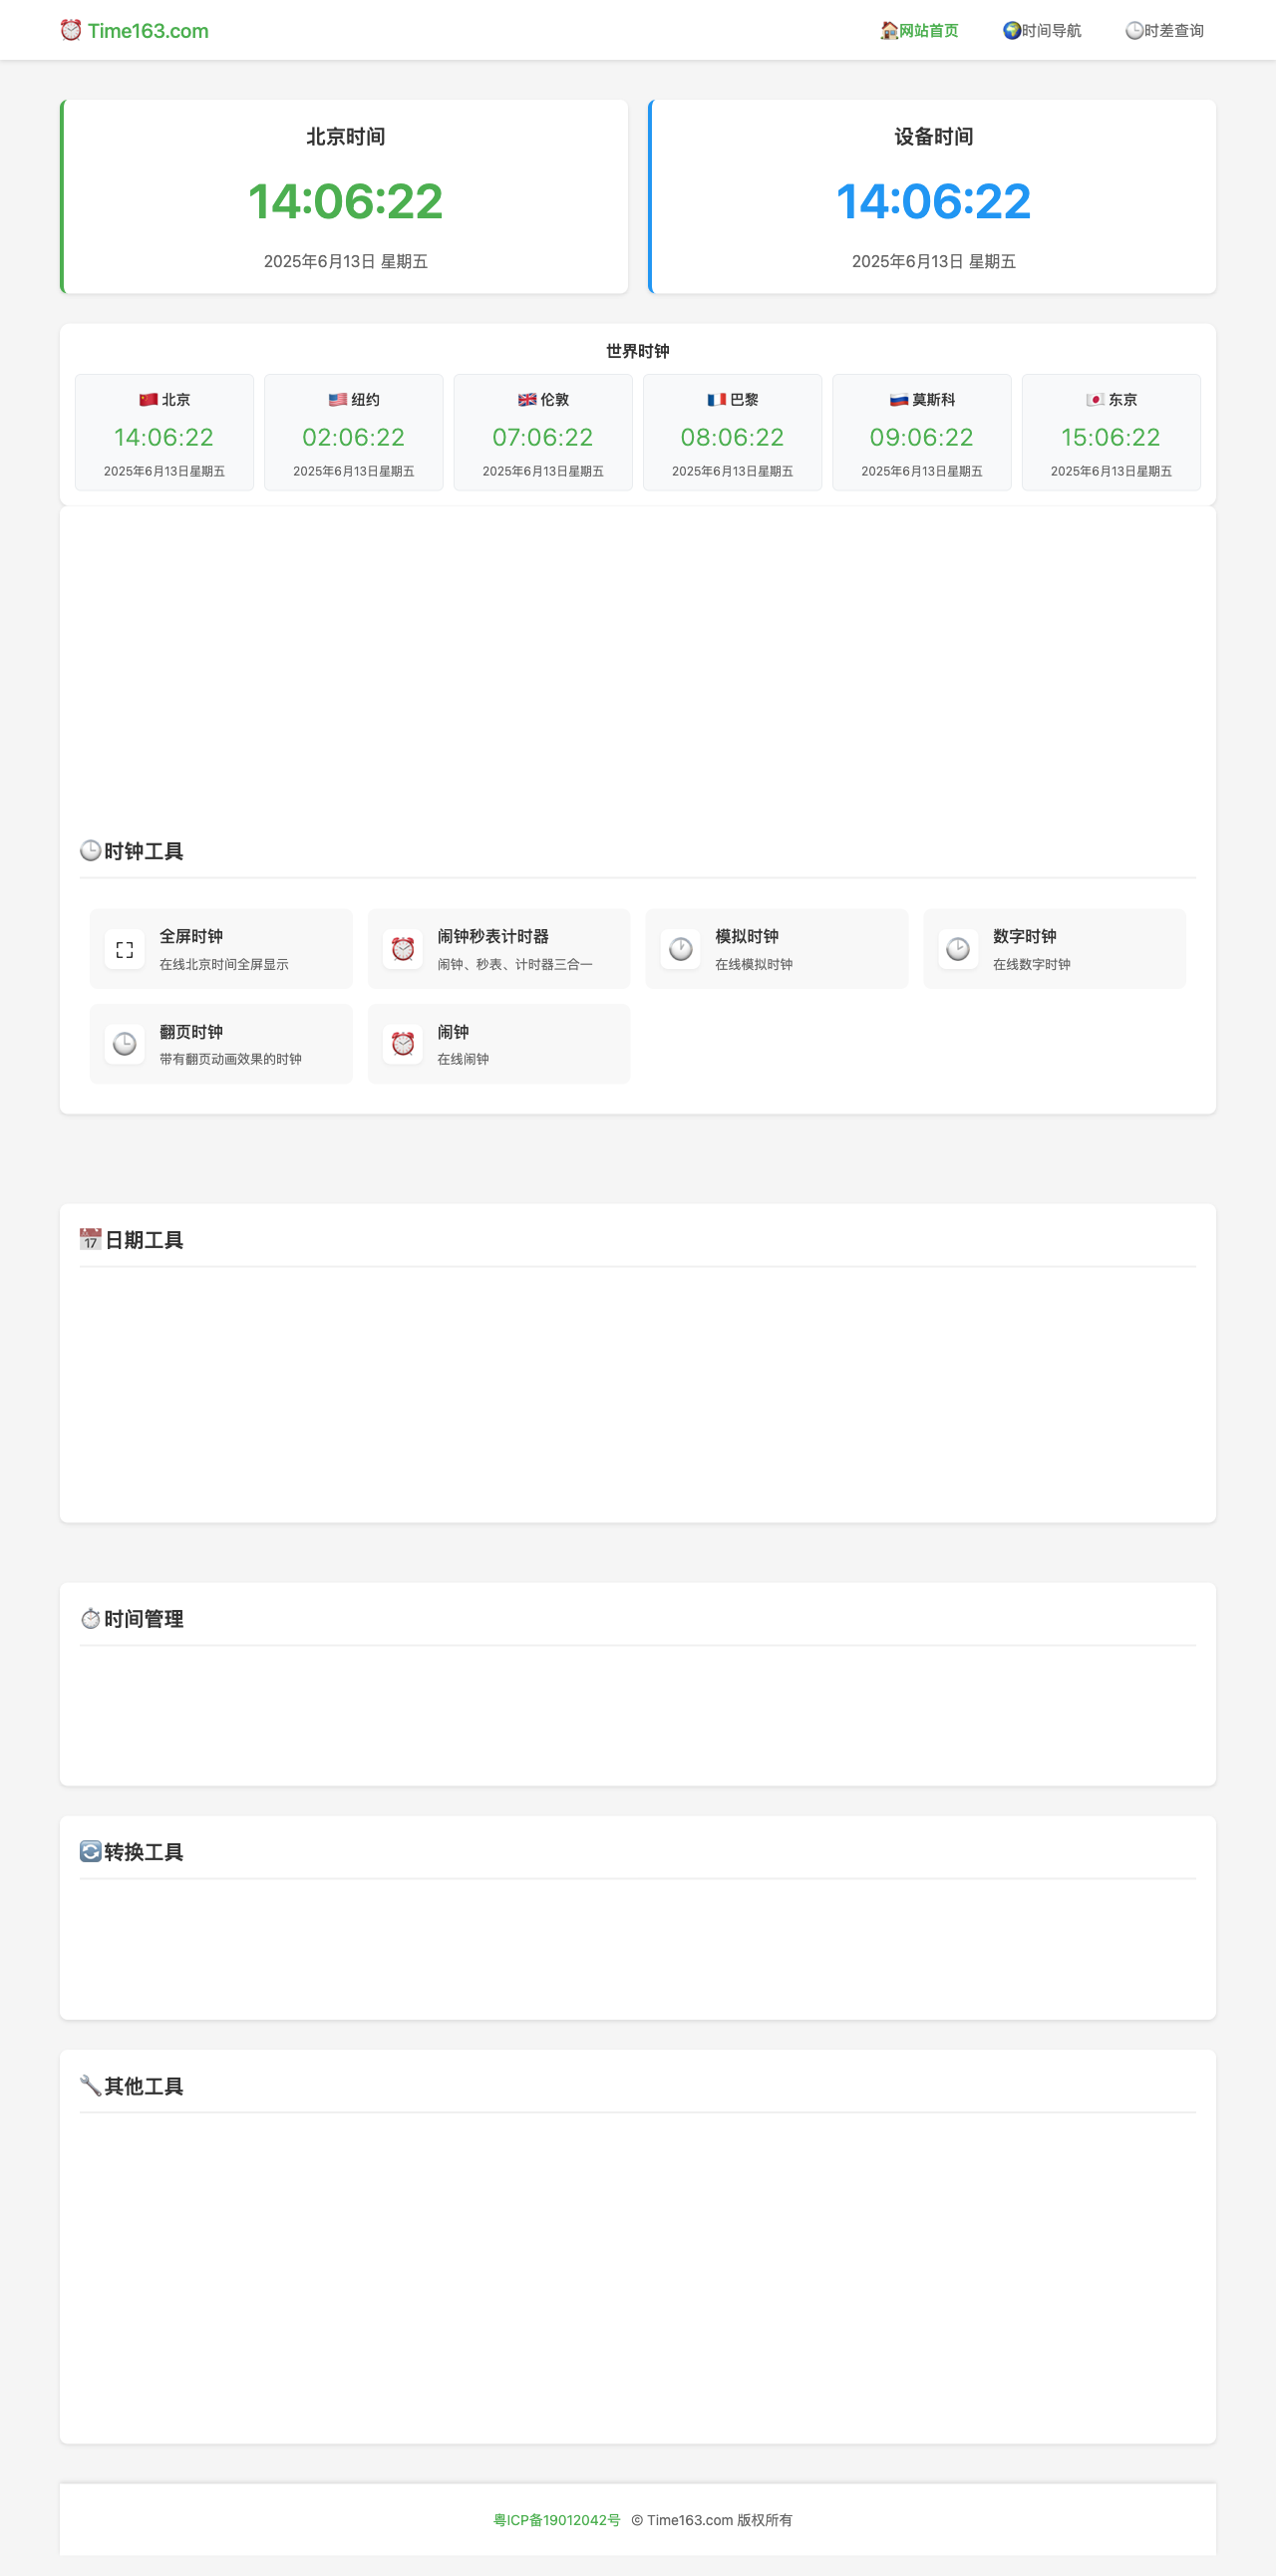 Time163.com
网站首页 时间导航 时差查询
北京时间
14:06:22
2025年6月13日 星期五
设备时间
14:06:22
2025年6月13日 星期五
世界时钟
北京
14:06:22
2025年6月13日星期五
纽约
02:06:22
2025年6月13日星期五
伦敦
07:06:22
2025年6月13日星期五
巴黎
08:06:22
2025年6月13日星期五
莫斯科
09:06:22
2025年6月13日星期五
东京
15:06:22
2025年6月13日星期五
时钟工具
全屏时钟
在线北京时间全屏显示
闹钟秒表计时器
闹钟、秒表、计时器三合一
模拟时钟
在线模拟时钟
数字时钟
在线数字时钟
翻页时钟
带有翻页动画效果的时钟
闹钟
在线闹钟
17
日期工具
时间管理
转换工具
其他工具
粤ICP备19012042号 © Time163.com 版权所有